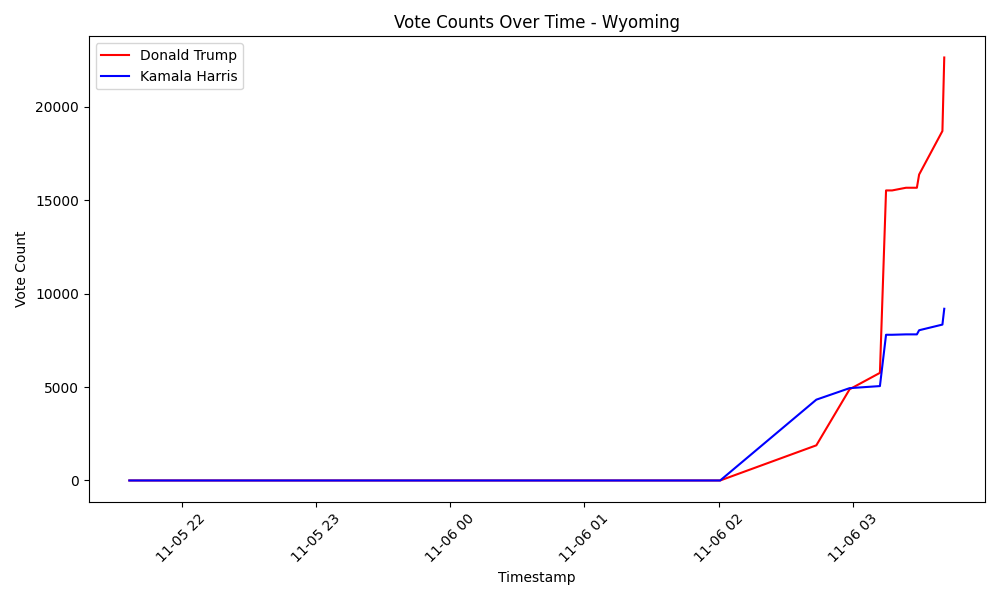 Vote Counts Over Time - Wyoming
Donald Trump
Kamala Harris
Vote Count
20000
15000
10000
5000
0
11-05 22
11-05 23
11-06 00
11-06 01
11-06 02
11-06 03
Timestamp